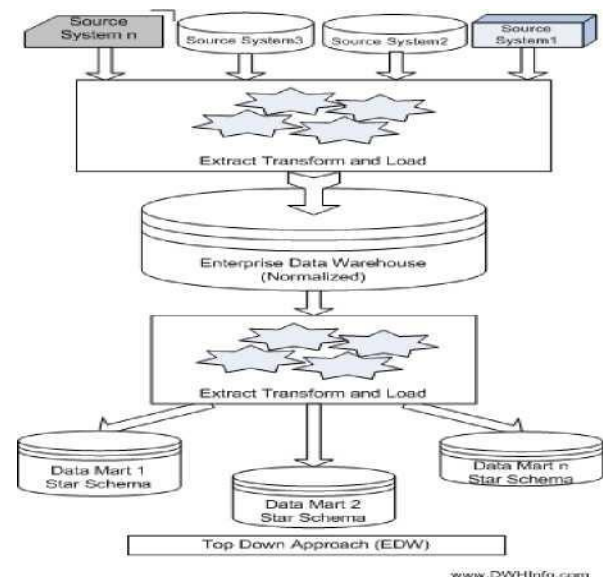 Source
System n
Source System3
Source System2
Source
System1
Extract Transform and Load
Enterprise Data Warehouse
(Normalized)
Extract Transform and Load
Data Mart 1
Star Schema
Data Mart 2
Star Schema
Data Mart n
Star Schema
Top Down Approach (EDW)
www.DWHInfo.com